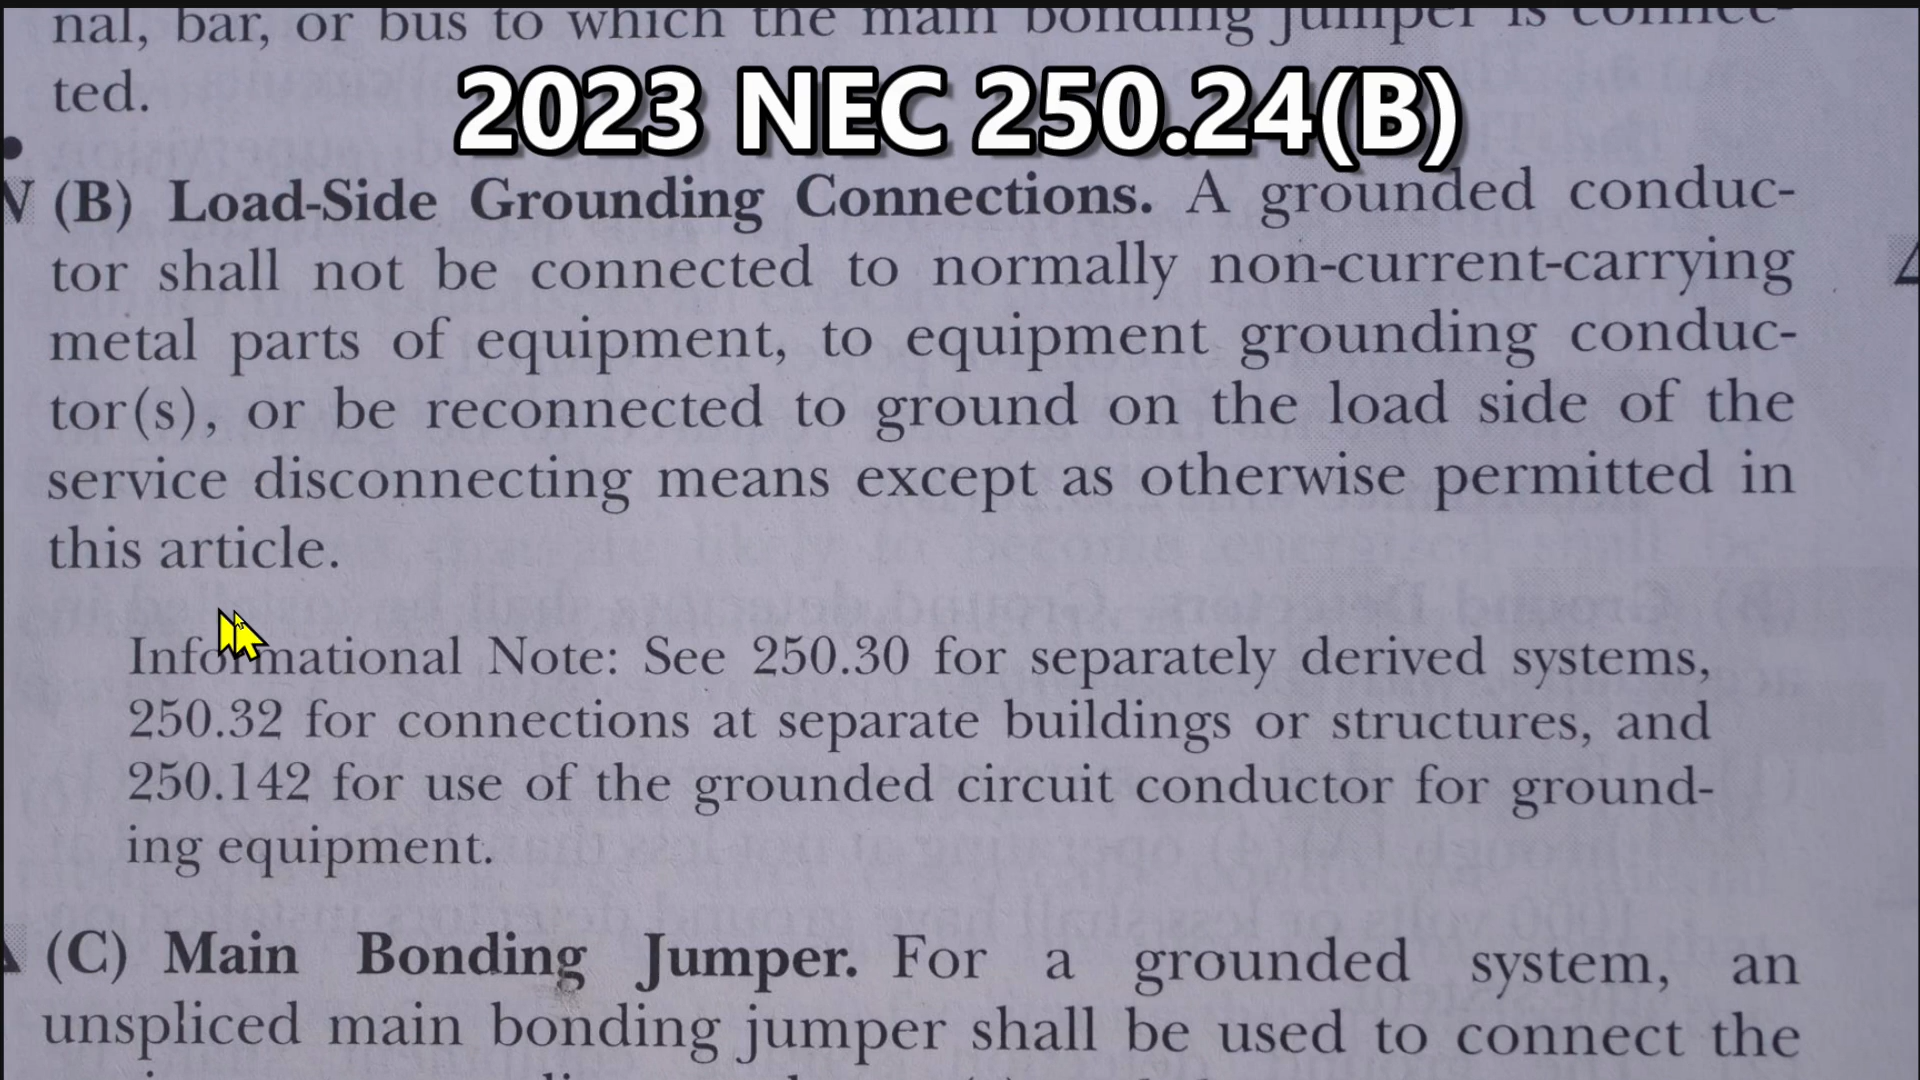 nal, bar, or bus to which the main bonding jumper is connec-
ted.
2023 NEC 250.24(B)
N (B) Load-Side Grounding Connections. A grounded conduc-
tor shall not be connected to normally non-current-carrying
metal parts of equipment, to equipment grounding conduc-
tor(s), or be reconnected to ground on the load side of the
service disconnecting means except as otherwise permitted in
this article.
Informational Note: See 250.30 for separately derived systems,
250.32 for connections at separate buildings or structures, and
250.142 for use of the grounded circuit conductor for ground-
ing equipment.
(C) Main Bonding Jumper. For a grounded system, an
unspliced main bonding jumper shall be used to connect the